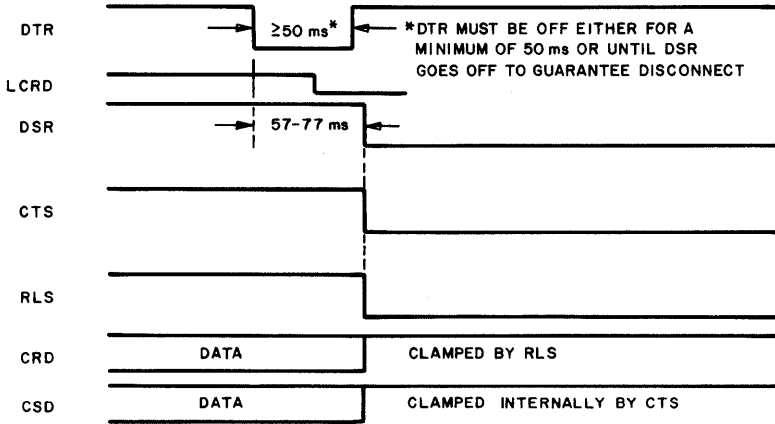 DTR
≥50 ms*
*DTR MUST BE OFF EITHER FOR A
MINIMUM OF 50 ms OR UNTIL DSR
GOES OFF TO GUARANTEE DISCONNECT
LCRD
DSR
57-77 ms
CTS
RLS
CRD
DATA
CLAMPED BY RLS
CSD
DATA
CLAMPED INTERNALLY BY CTS